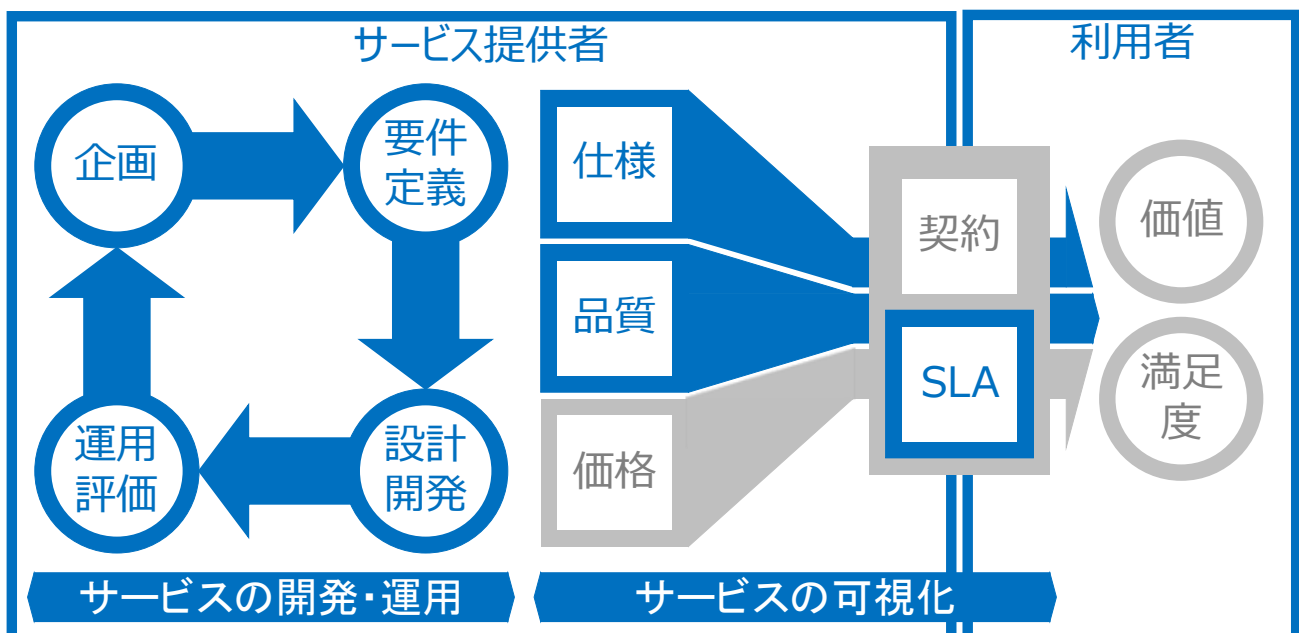 サービス提供者
利用者
企画
要件
定義
運用
評価
設計
開発
仕様
品質
価格
契約
SLA
価値
満足
度
サービスの開発・運用
サービスの可視化